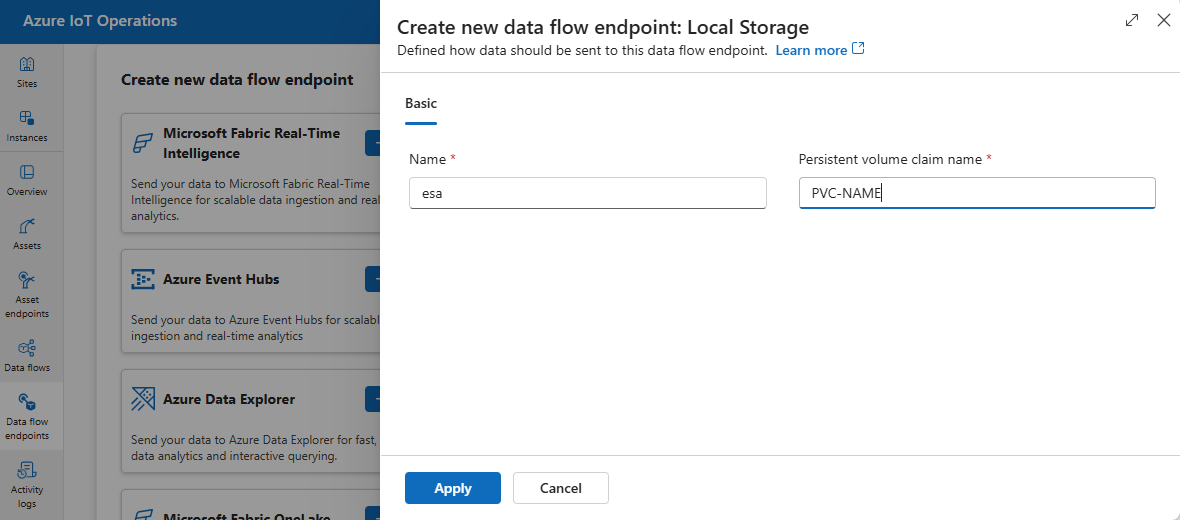 Azure IoT Operations
Sites
Instances
Overview
Assets
Asset
endpoints
Data flows
Data flow
endpoints
Activity
logs
Create new data flow endpoint
Microsoft Fabric Real-Time
Intelligence
Send your data to Microsoft Fabric Real-Time
Intelligence for scalable data ingestion and real
analytics.
Azure Event Hubs
Send your data to Azure Event Hubs for scalabl
ingestion and real-time analytics
Azure Data Explorer
Send your data to Azure Data Explorer for fast,
data analytics and interactive querying.
Microsoft Fabric OneLake
Create new data flow endpoint: Local Storage
Defined how data should be sent to this data flow endpoint. Learn more
Basic
Name *
esa
Persistent volume claim name *
PVC-NAME
Apply
Cancel